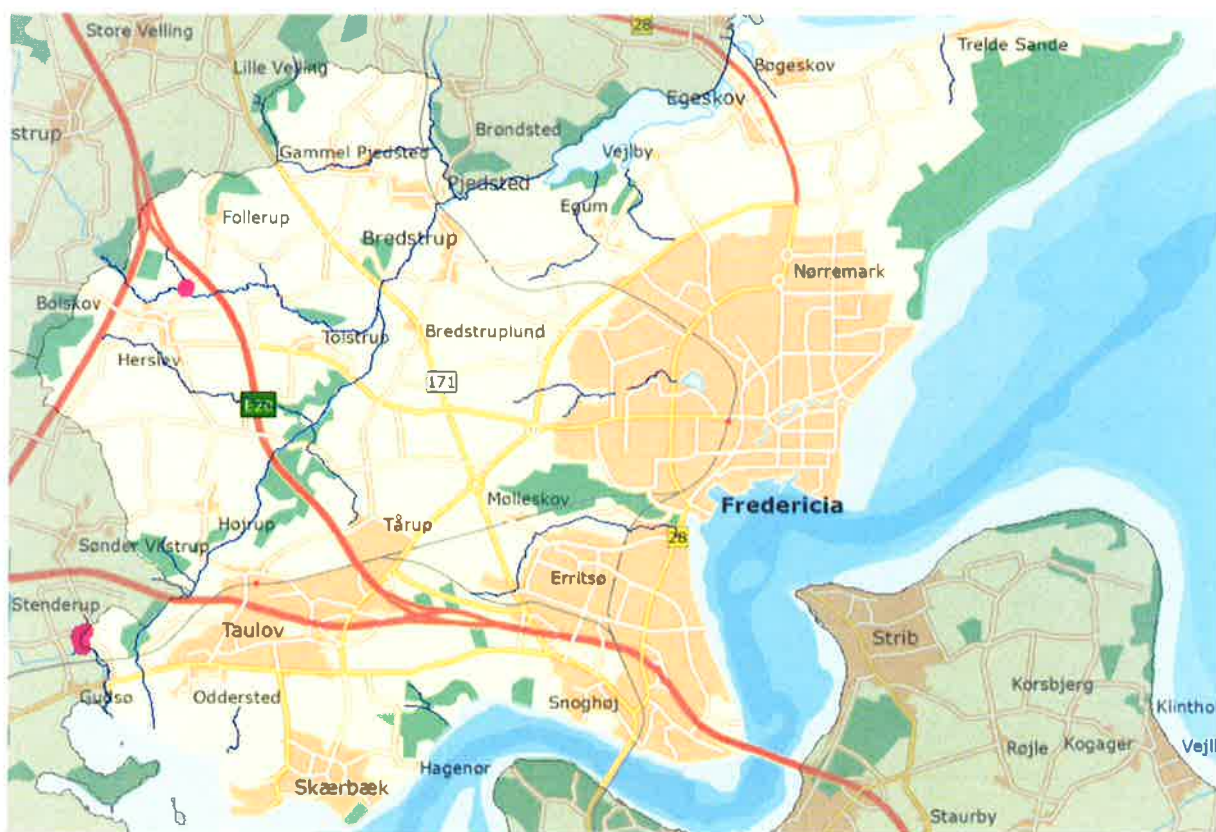 Store Velling
28
Trelde Sande
Lille Velling
Bøgeskov
Egeskov
strup
Brøndsted
Gammel Pjedsted
Vejlby
Pjedsted
Egum
Follerup
Bredstrup
Nørremark
Bolskov
Bredstruplund
Tolstrup
Herslev
171
E20
Mølleskov
Fredericia
Højrup
Tårup
28
Sønder Vilstrup
Erritsø
Stenderup
Taulov
Strib
Gudsø
Oddersted
Snoghøj
Korsbjerg
Klintho
Røjle
Kogager
Vejl
Hagenør
Skærbæk
Staurby